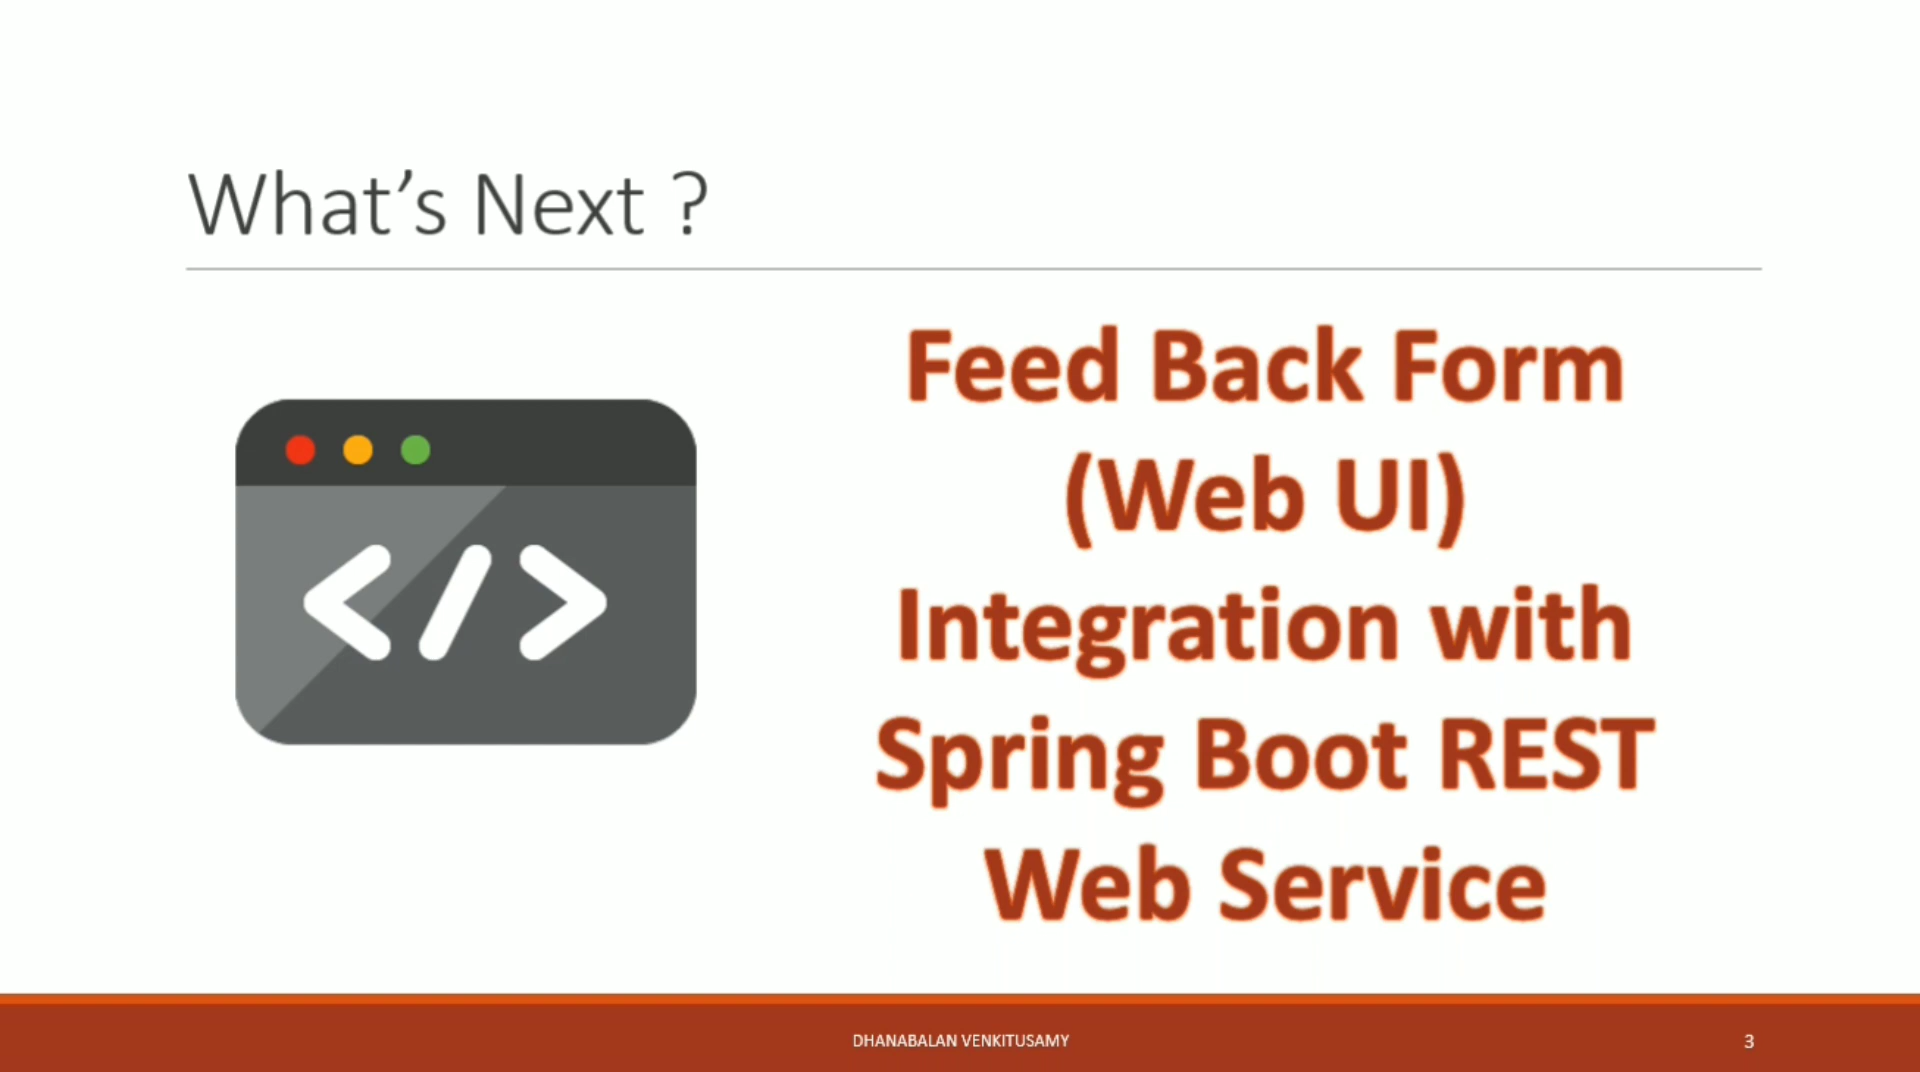 What’s Next ?
Feed Back Form
(Web UI)
Integration with
Spring Boot REST
Web Service
</>
DHANABALAN VENKITUSAMY
3